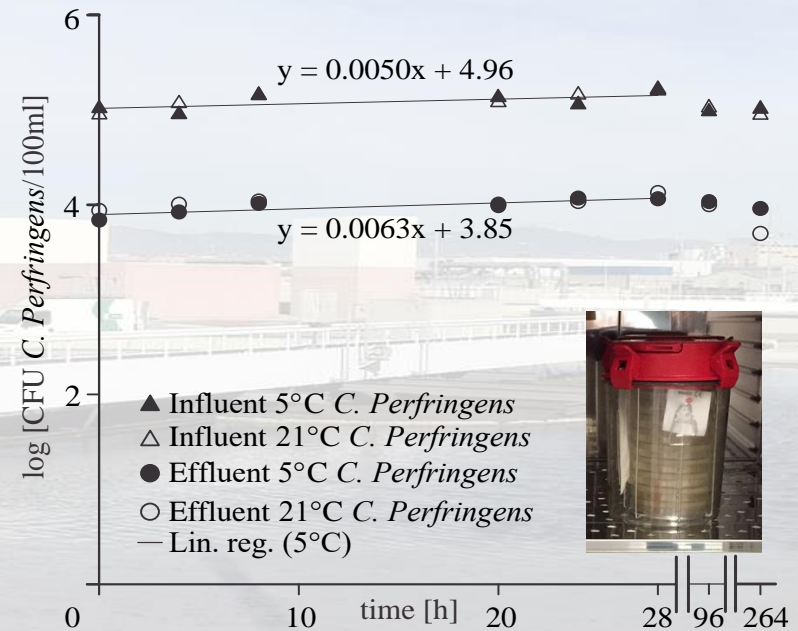 6
y = 0.0050x + 4.96
4
y = 0.0063x + 3.85
2
log [CFU C. Perfringens/100ml]
Influent 5°C C. Perfringens
Influent 21°C C. Perfringens
Effluent 5°C C. Perfringens
Effluent 21°C C. Perfringens
Lin. reg. (5°C)
0 10 20 28 96 264
time [h]